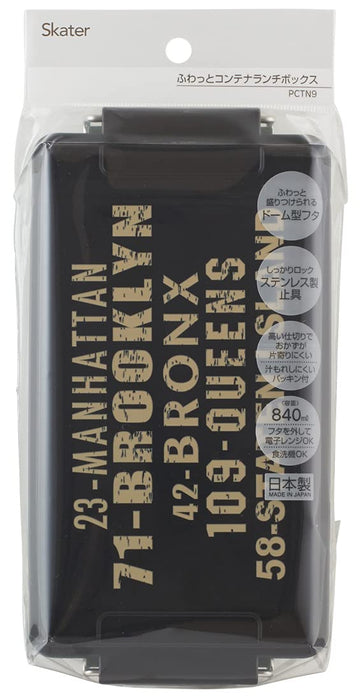 Skater
ふわっとコンテナランチボックス
PCTN9
ふわっと
盛りつけられる
ドーム型フタ
しっかりロック
ステンレス製
止具
高い仕切りで
おかずが
片寄りにくい
汁もれしにくい
パッキン付
〈容量〉
840ml
フタを外して
電子レンジOK
食洗機OK
日本製
MADE IN JAPAN
23-MANHATTAN
71-BROOKLYN
42-BRONX
109-QUEENS
58-STATEN ISLAND